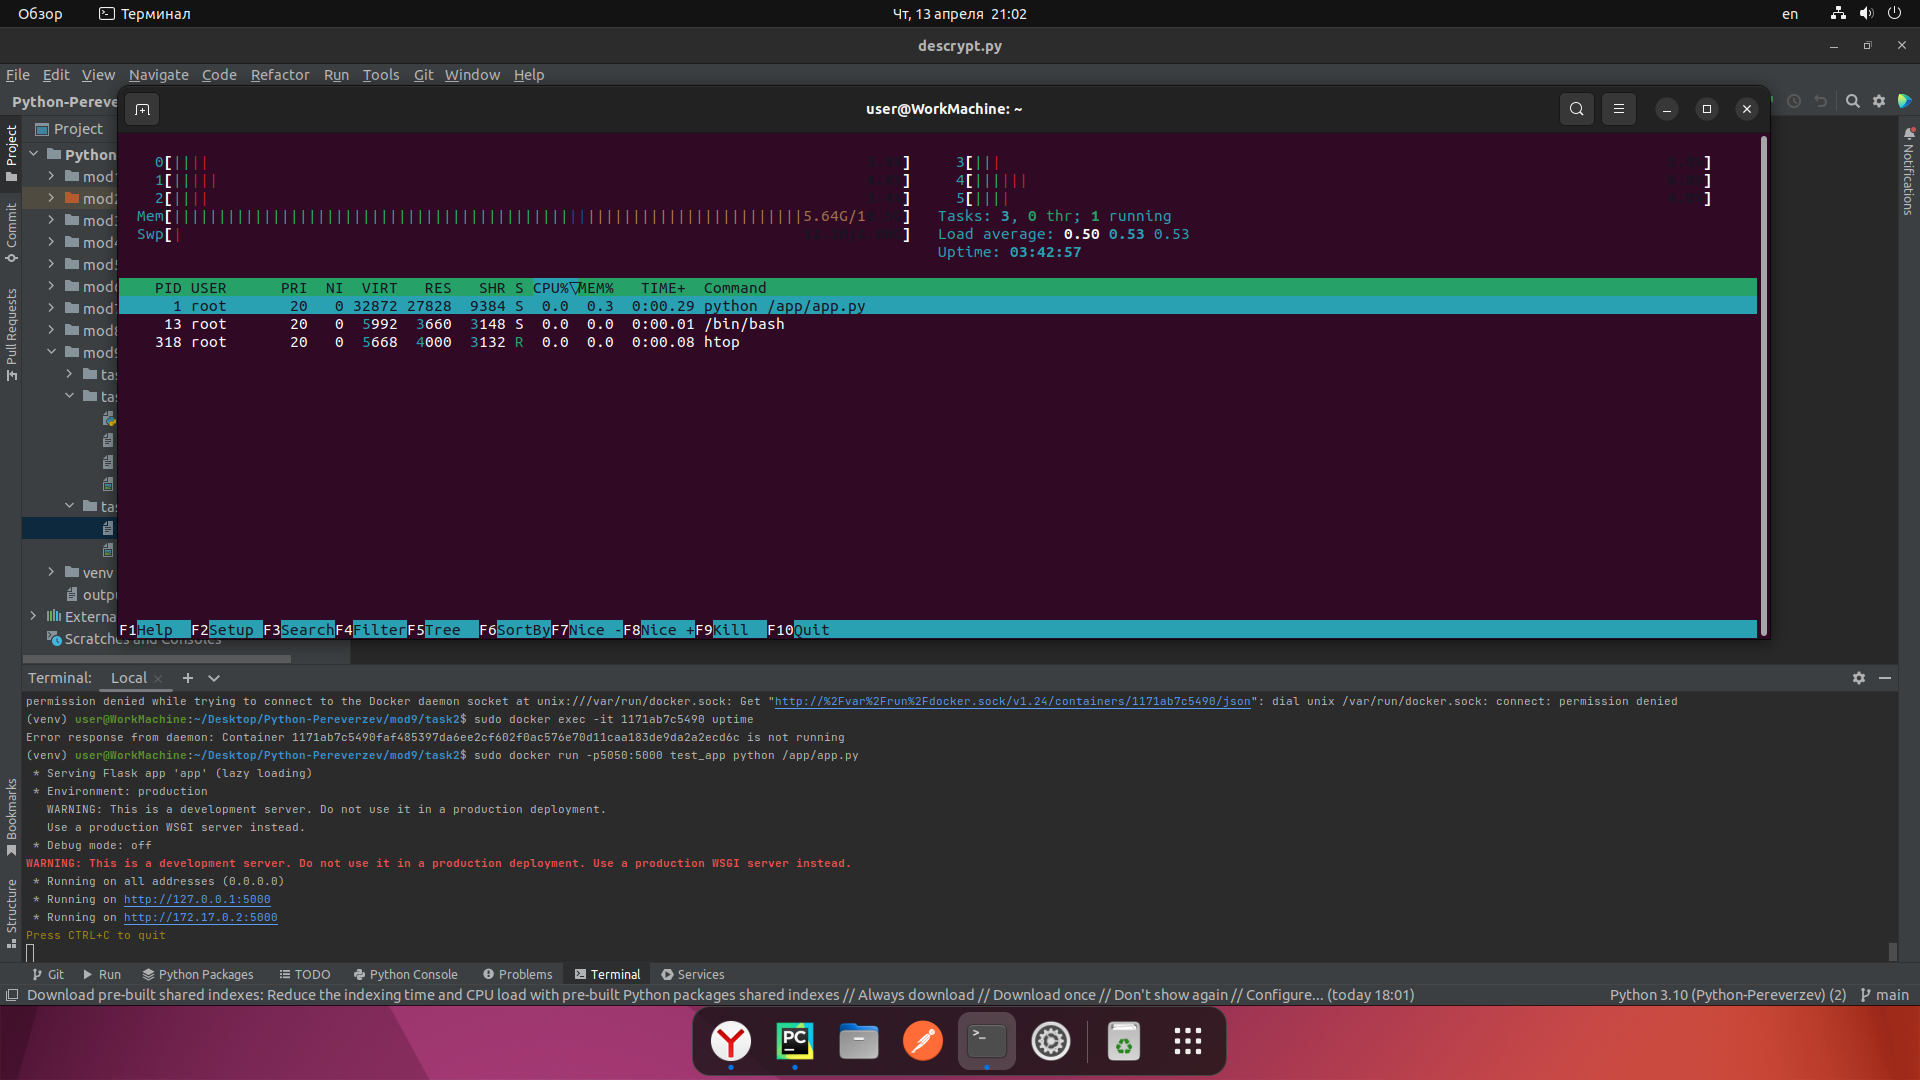 Обзор Терминал Чт, 13 апреля 21:02 en
descrypt.py
File Edit View Navigate Code Refactor Run Tools Git Window Help
Python-Pereve
user@WorkMachine: ~
Project
Project
Commit
Pull Requests
Bookmarks
Structure
Notifications
Python
mod
mod
mod
mod
mod
mod
mod
mod
mod
tas
tas
tas
venv
outpu
Externa
Scratches and Consoles
0[|||| ] 3[||| ]
1[||||| ] 4[|||||| ]
2[|||| ] 5[|||| ]
Mem[ 5.64G/1 ] Tasks: 3, 0 thr; 1 running
Swp[| ] Load average: 0.50 0.53 0.53
Uptime: 03:42:57
PID USER PRI NI VIRT RES SHR S CPU%▽MEM% TIME+ Command
1 root 20 0 32872 27828 9384 S 0.0 0.3 0:00.29 python /app/app.py
13 root 20 0 5992 3660 3148 S 0.0 0.0 0:00.01 /bin/bash
318 root 20 0 5668 4000 3132 R 0.0 0.0 0:00.08 htop
F1Help F2Setup F3SearchF4FilterF5Tree F6SortByF7Nice -F8Nice +F9Kill F10Quit
Terminal: Local
permission denied while trying to connect to the Docker daemon socket at unix:///var/run/docker.sock: Get "http://%2Fvar%2Frun%2Fdocker.sock/v1.24/containers/1171ab7c5490/json": dial unix /var/run/docker.sock: connect: permission denied
(venv) user@WorkMachine:~/Desktop/Python-Pereverzev/mod9/task2$ sudo docker exec -it 1171ab7c5490 uptime
Error response from daemon: Container 1171ab7c5490faf485397da6ee2cf602f0ac576e70d11caa183de9da2a2ecd6c is not running
(venv) user@WorkMachine:~/Desktop/Python-Pereverzev/mod9/task2$ sudo docker run -p5050:5000 test_app python /app/app.py
* Serving Flask app 'app' (lazy loading)
* Environment: production
WARNING: This is a development server. Do not use it in a production deployment.
Use a production WSGI server instead.
* Debug mode: off
WARNING: This is a development server. Do not use it in a production deployment. Use a production WSGI server instead.
* Running on all addresses (0.0.0.0)
* Running on http://127.0.0.1:5000
* Running on http://172.17.0.2:5000
Press CTRL+C to quit
Git Run Python Packages TODO Python Console Problems Terminal Services
Download pre-built shared indexes: Reduce the indexing time and CPU load with pre-built Python packages shared indexes // Always download // Download once // Don't show again // Configure... (today 18:01) Python 3.10 (Python-Pereverzev) (2) main
PC